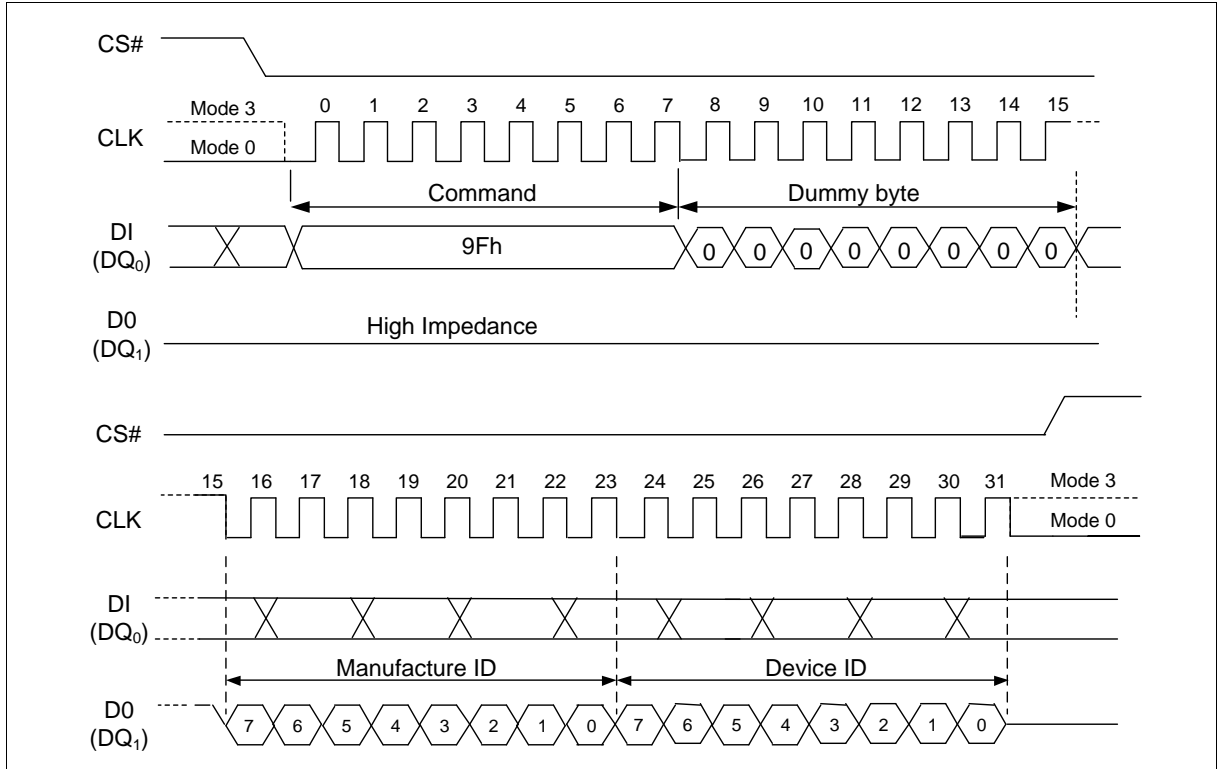 CS#
Mode 3
0 1 2 3 4 5 6 7 8 9 10 11 12 13 14 15
CLK
Mode 0
Command
Dummy byte
DI
(DQ₀)
9Fh
0 0 0 0 0 0 0 0
D0
(DQ₁)
High Impedance
CS#
15 16 17 18 19 20 21 22 23 24 25 26 27 28 29 30 31
Mode 3
CLK
Mode 0
DI
(DQ₀)
Manufacture ID
Device ID
D0
(DQ₁)
7 6 5 4 3 2 1 0 7 6 5 4 3 2 1 0